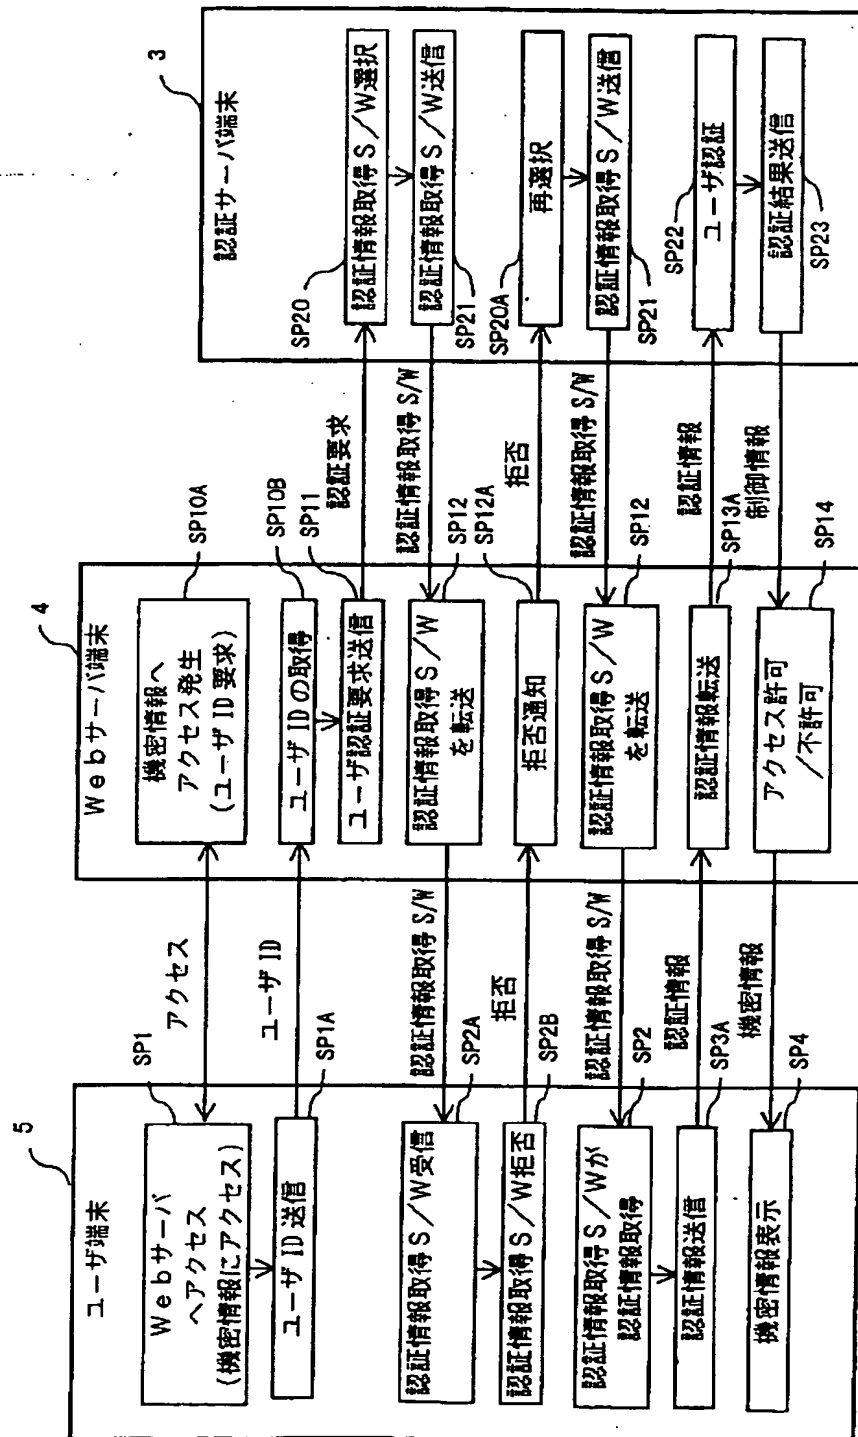 5
ユーザ端末
SP1
Webサーバ
へアクセス
(機密情報にアクセス)
ユーザID送信
SP1A
認証情報取得S/W受信
SP2A
認証情報取得S/W拒否
SP2B
認証情報取得S/Wが
認証情報取得
SP2
認証情報送信
SP3A
機密情報表示
SP4
アクセス
ユーザID
認証情報取得S/W
拒否
認証情報取得S/W
認証情報
機密情報
4
Webサーバ端末
機密情報へ
アクセス発生
(ユーザID要求)
SP10A
ユーザIDの取得
SP10B
ユーザ認証要求送信
SP11
認証情報取得S/W
を転送
SP12
拒否通知
SP12A
認証情報取得S/W
を転送
SP12
認証情報転送
SP13A
アクセス許可
/不許可
SP14
認証要求
認証情報取得S/W
拒否
認証情報取得S/W
認証情報
制御情報
3
認証サーバ端末
SP20
認証情報取得S/W選択
認証情報取得S/W送信
SP21
SP20A
再選択
認証情報取得S/W送信
SP21
SP22
ユーザ認証
認証結果送信
SP23